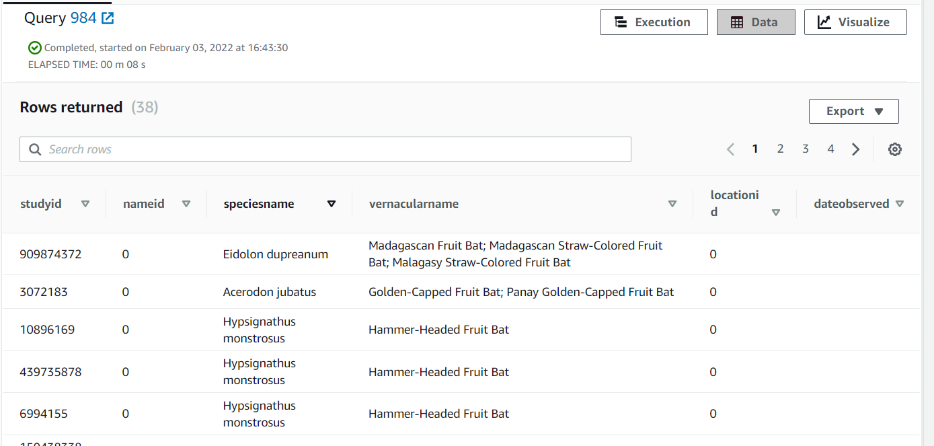 Query 984
Execution
Data
Visualize
Completed, started on February 03, 2022 at 16:43:30
ELAPSED TIME: 00 m 08 s
Rows returned (38)
Export
Search rows
1 2 3 4
studyid nameid speciesname vernacularname locationi
d dateobserved
909874372 0 Eidolon dupreanum Madagascan Fruit Bat; Madagascan Straw-Colored Fruit
Bat; Malagasy Straw-Colored Fruit Bat 0
3072183 0 Acerodon jubatus Golden-Capped Fruit Bat; Panay Golden-Capped Fruit Bat 0
10896169 0 Hypsignathus
monstrosus Hammer-Headed Fruit Bat 0
439735878 0 Hypsignathus
monstrosus Hammer-Headed Fruit Bat 0
6994155 0 Hypsignathus
monstrosus Hammer-Headed Fruit Bat 0